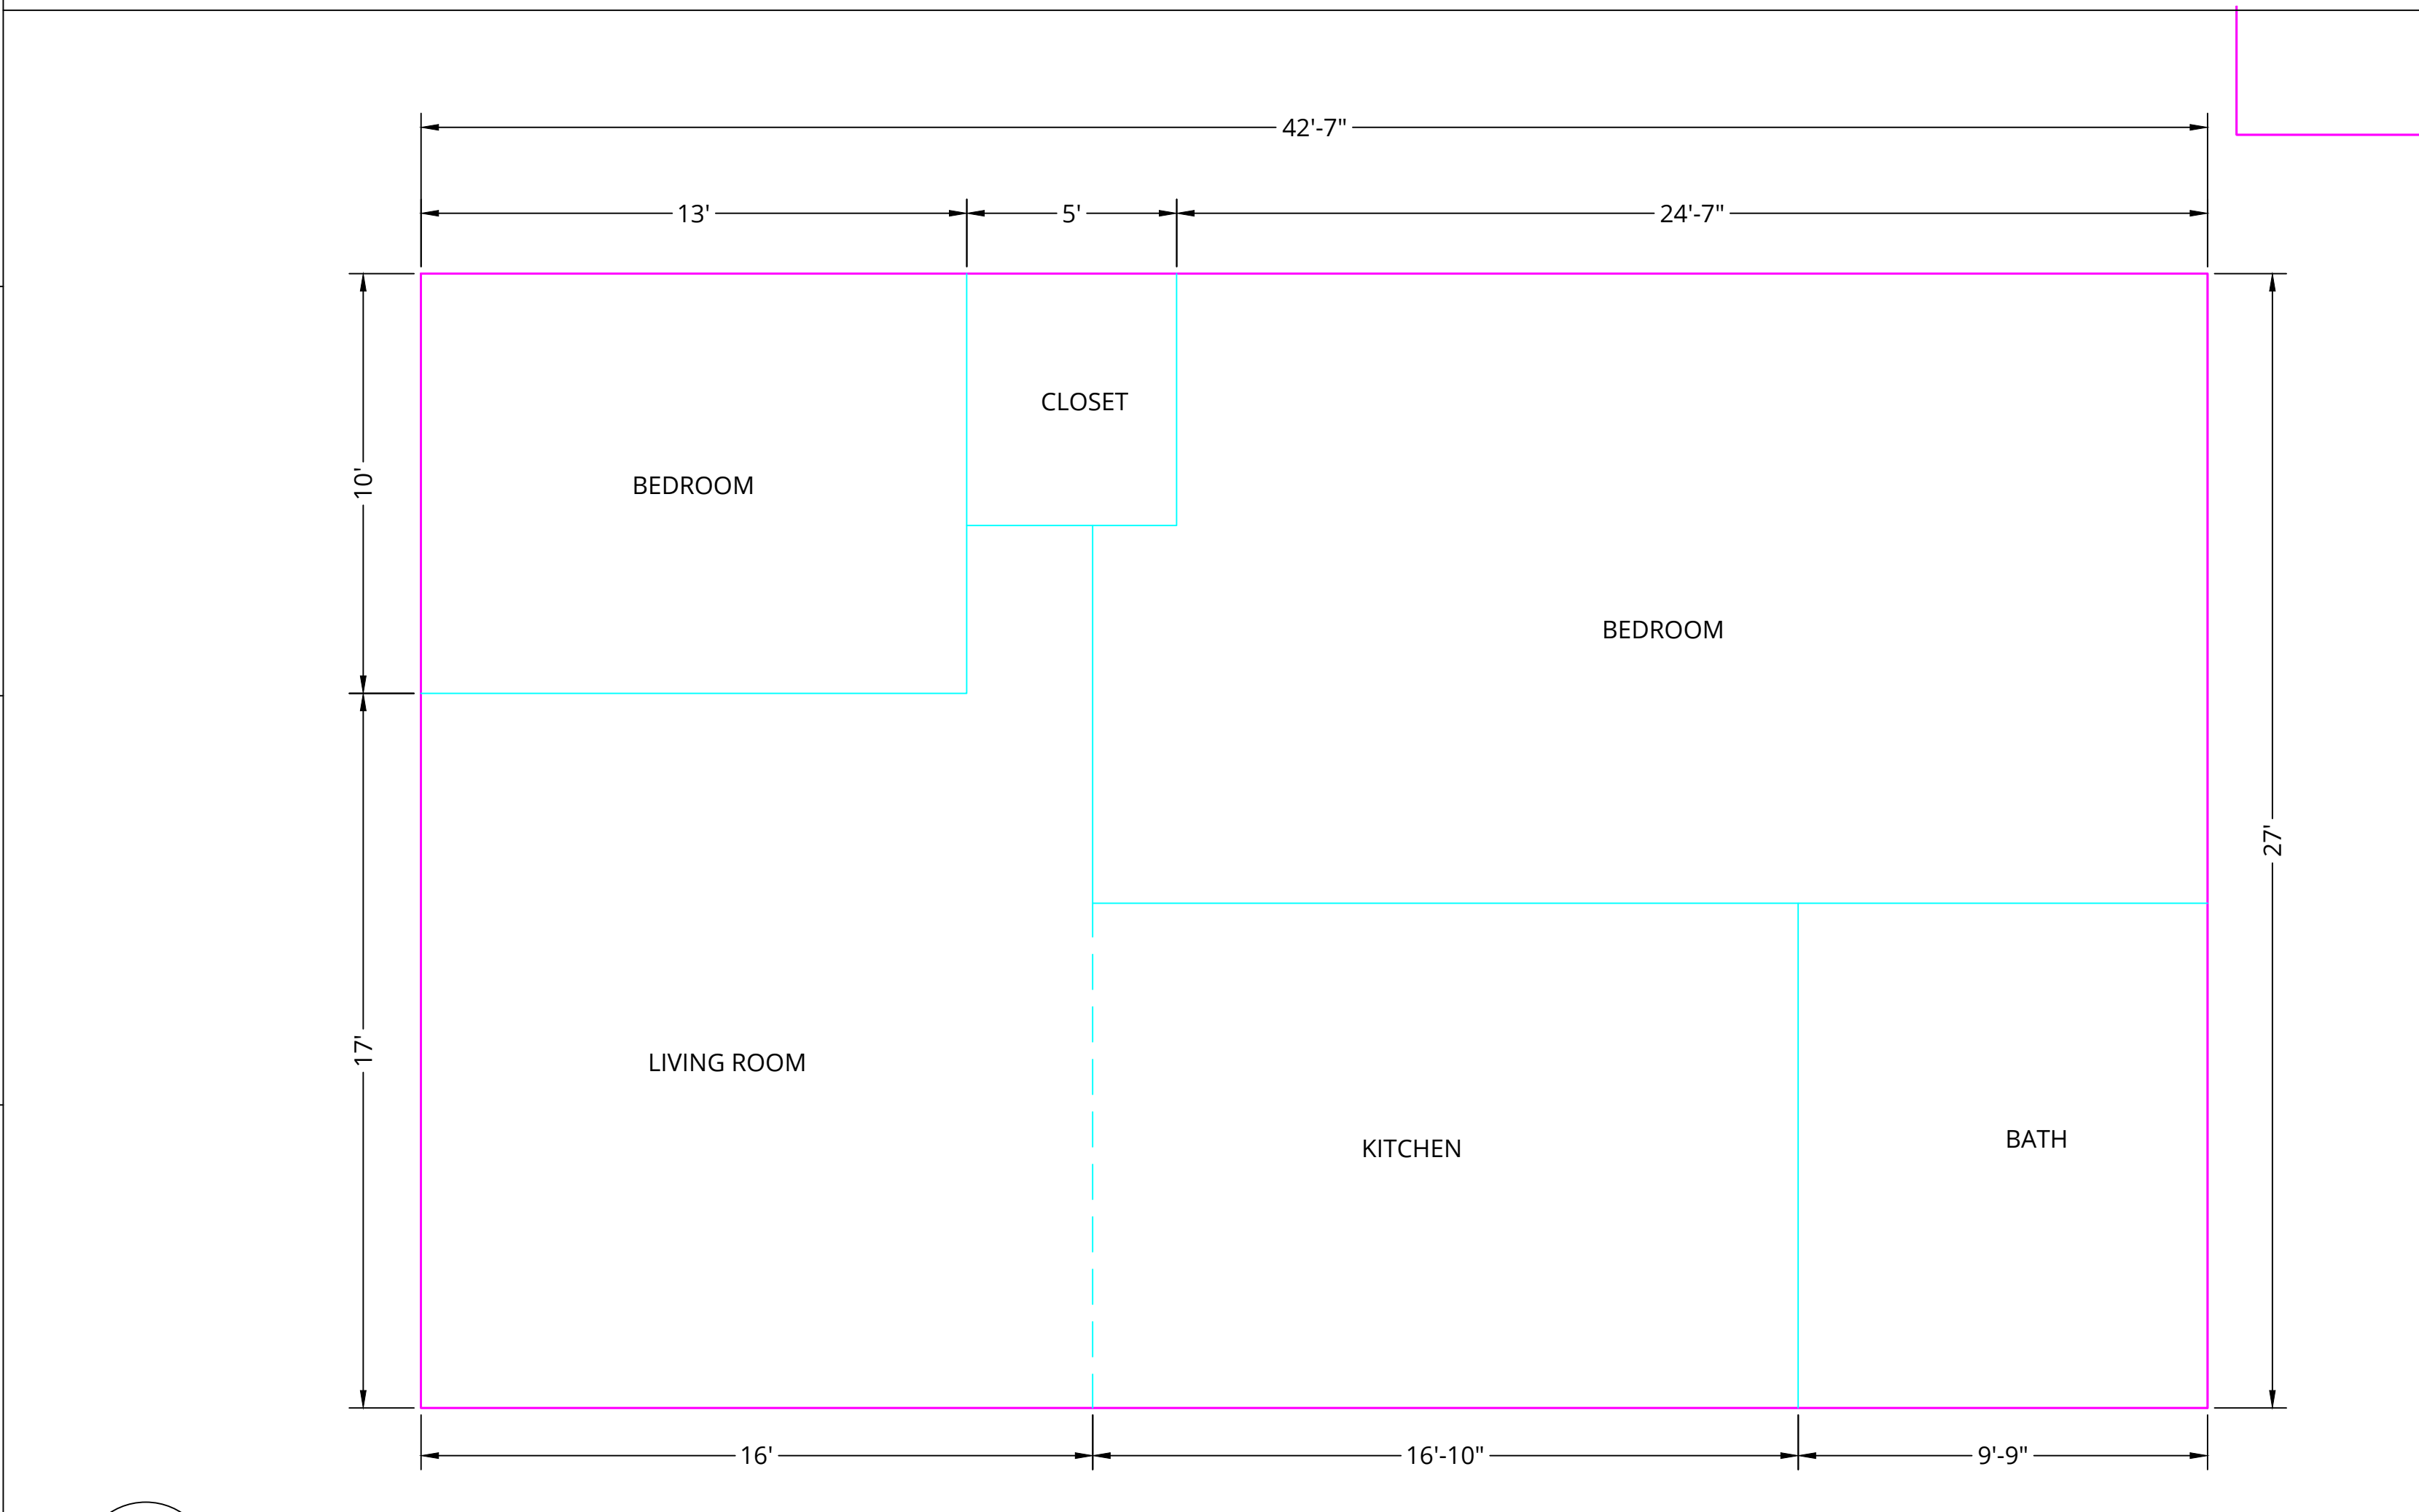 42'-7"
13'
5'
24'-7"
CLOSET
BEDROOM
10'
BEDROOM
27'
17'
LIVING ROOM
KITCHEN
BATH
16'
16'-10"
9'-9"